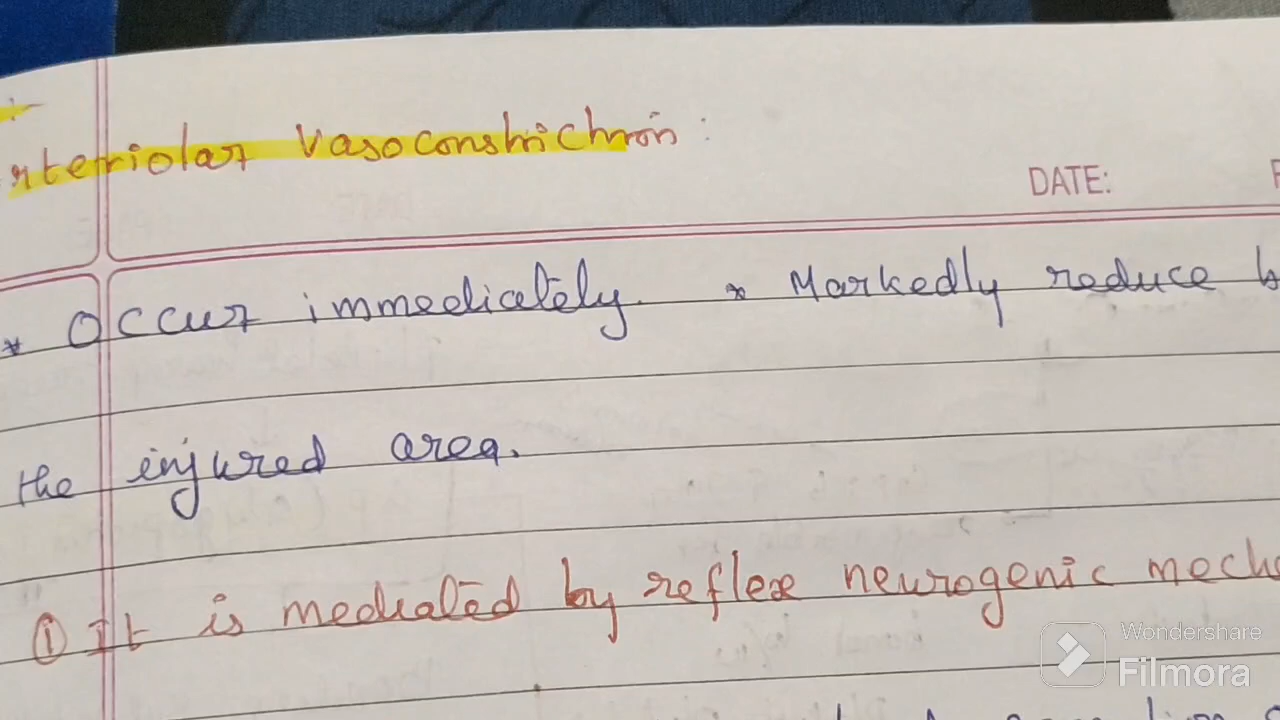 rteriolar Vasoconstriction:
DATE:
* Occur immediately. * Markedly reduce b
the injured area.
① It is mediated by reflex neurogenic mecha
Wondershare
Filmora